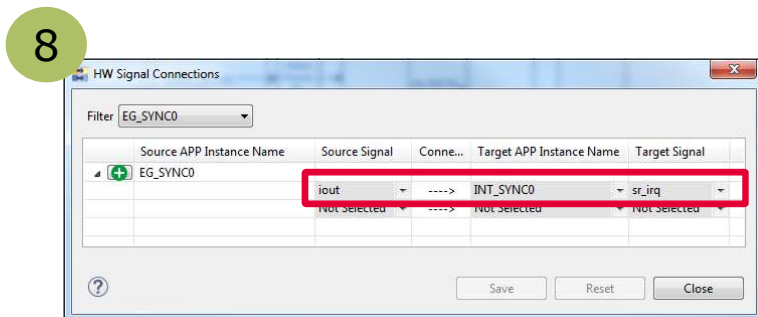 8
HW Signal Connections
x
Filter EG_SYNC0
Source APP Instance Name Source Signal Conne... Target APP Instance Name Target Signal
EG_SYNC0
iout ----> INT_SYNC0 sr_irq
Not Selected ----> Not Selected Not Selected
? Save Reset Close